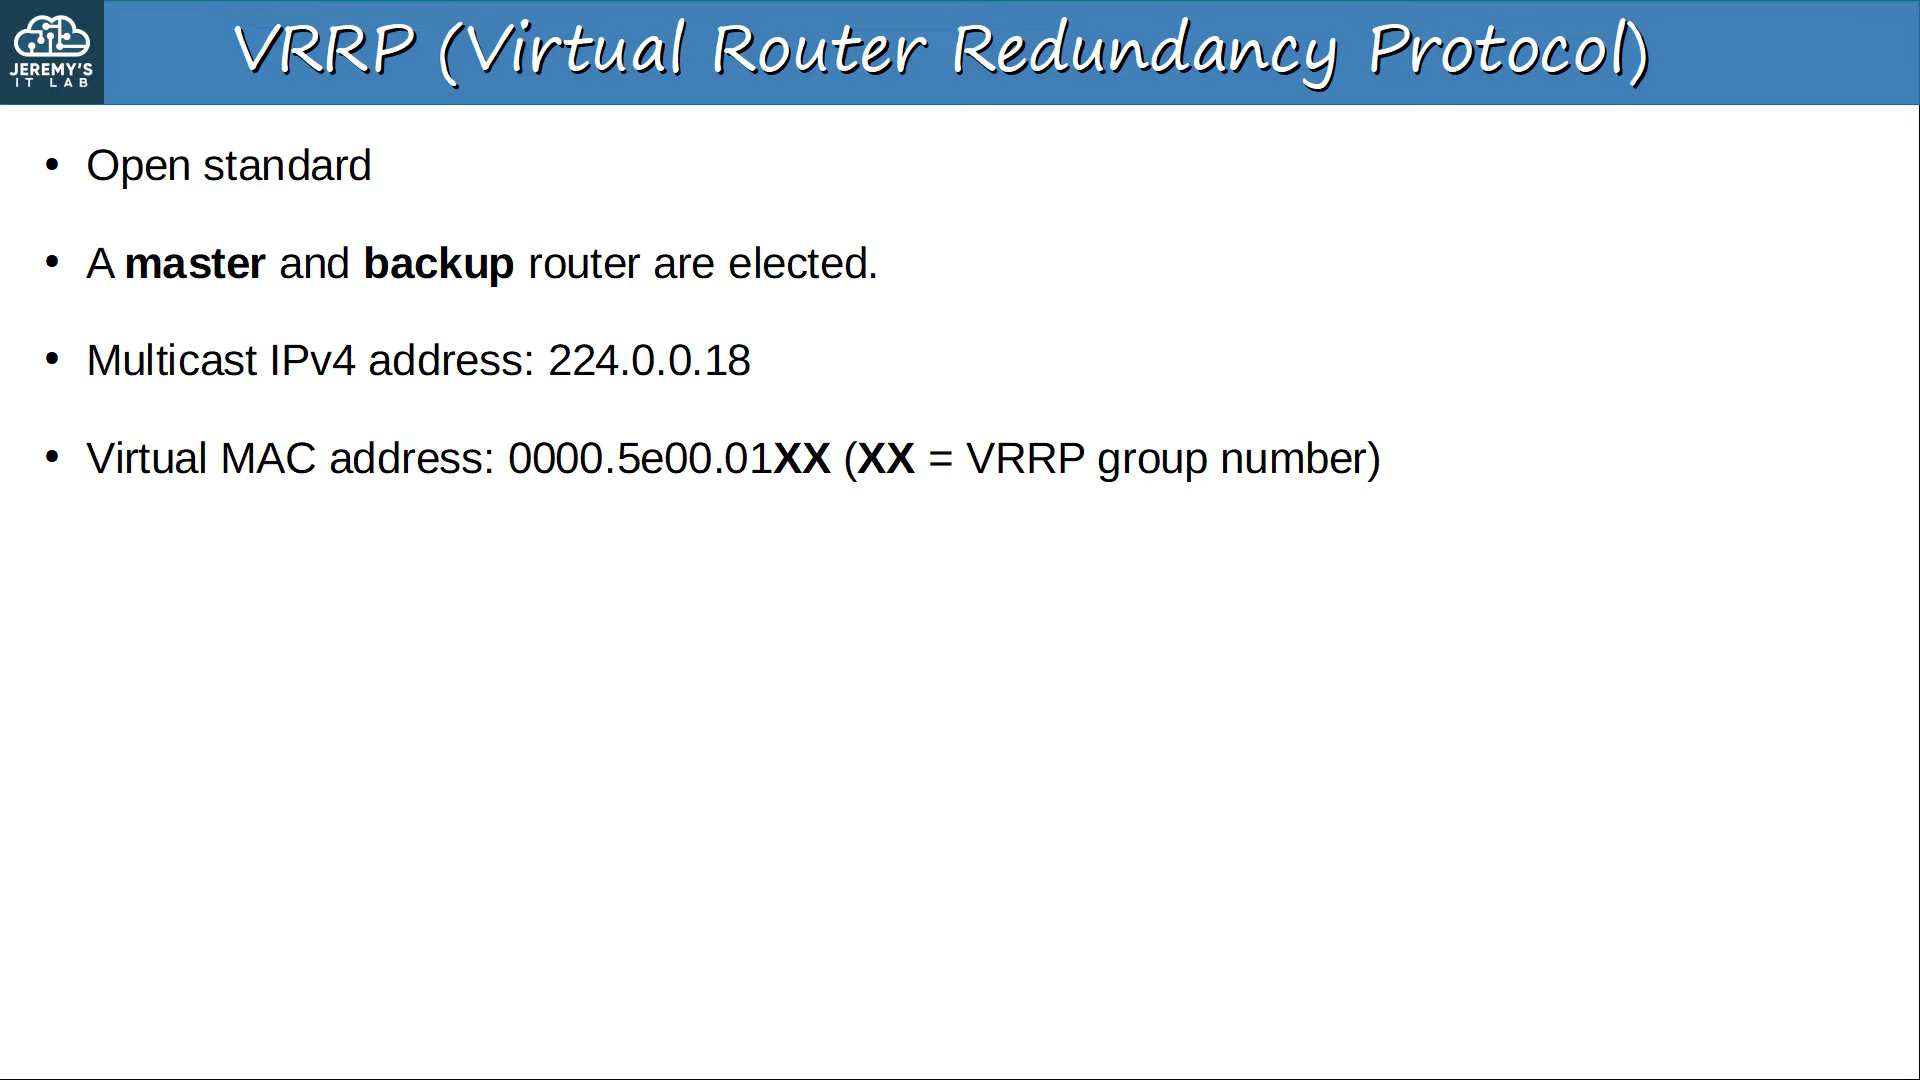 JEREMY'S
IT LAB
VRRP (Virtual Router Redundancy Protocol)
• Open standard
• A master and backup router are elected.
• Multicast IPv4 address: 224.0.0.18
• Virtual MAC address: 0000.5e00.01XX (XX = VRRP group number)